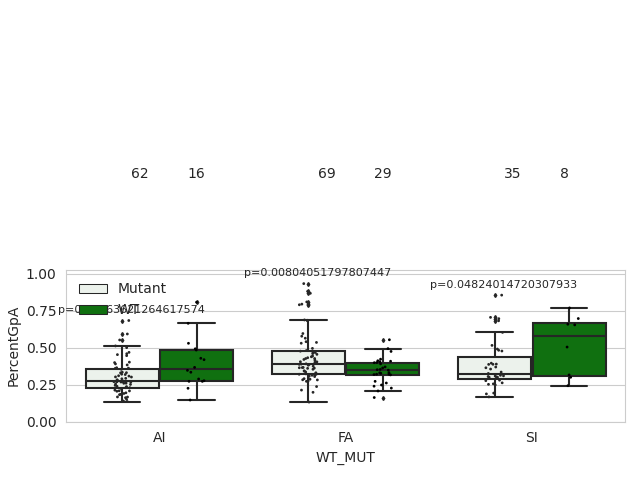 62 16 69 29 35 8
1.00
p=0.00804051797807447
Mutant
p=0.04824014720307933
0.75
WT
0.50
0.25
0.00
PercentGpA
AI FA SI
WT_MUT